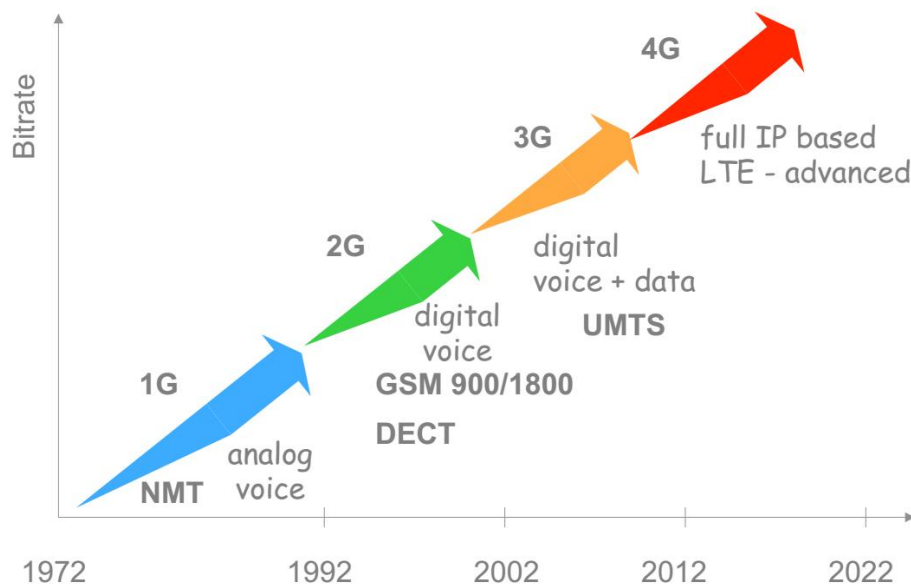 Bitrate
4G
full IP based
LTE - advanced
3G
digital
voice + data
UMTS
2G
digital
voice
GSM 900/1800
DECT
1G
analog
voice
NMT
1972
1992
2002
2012
2022